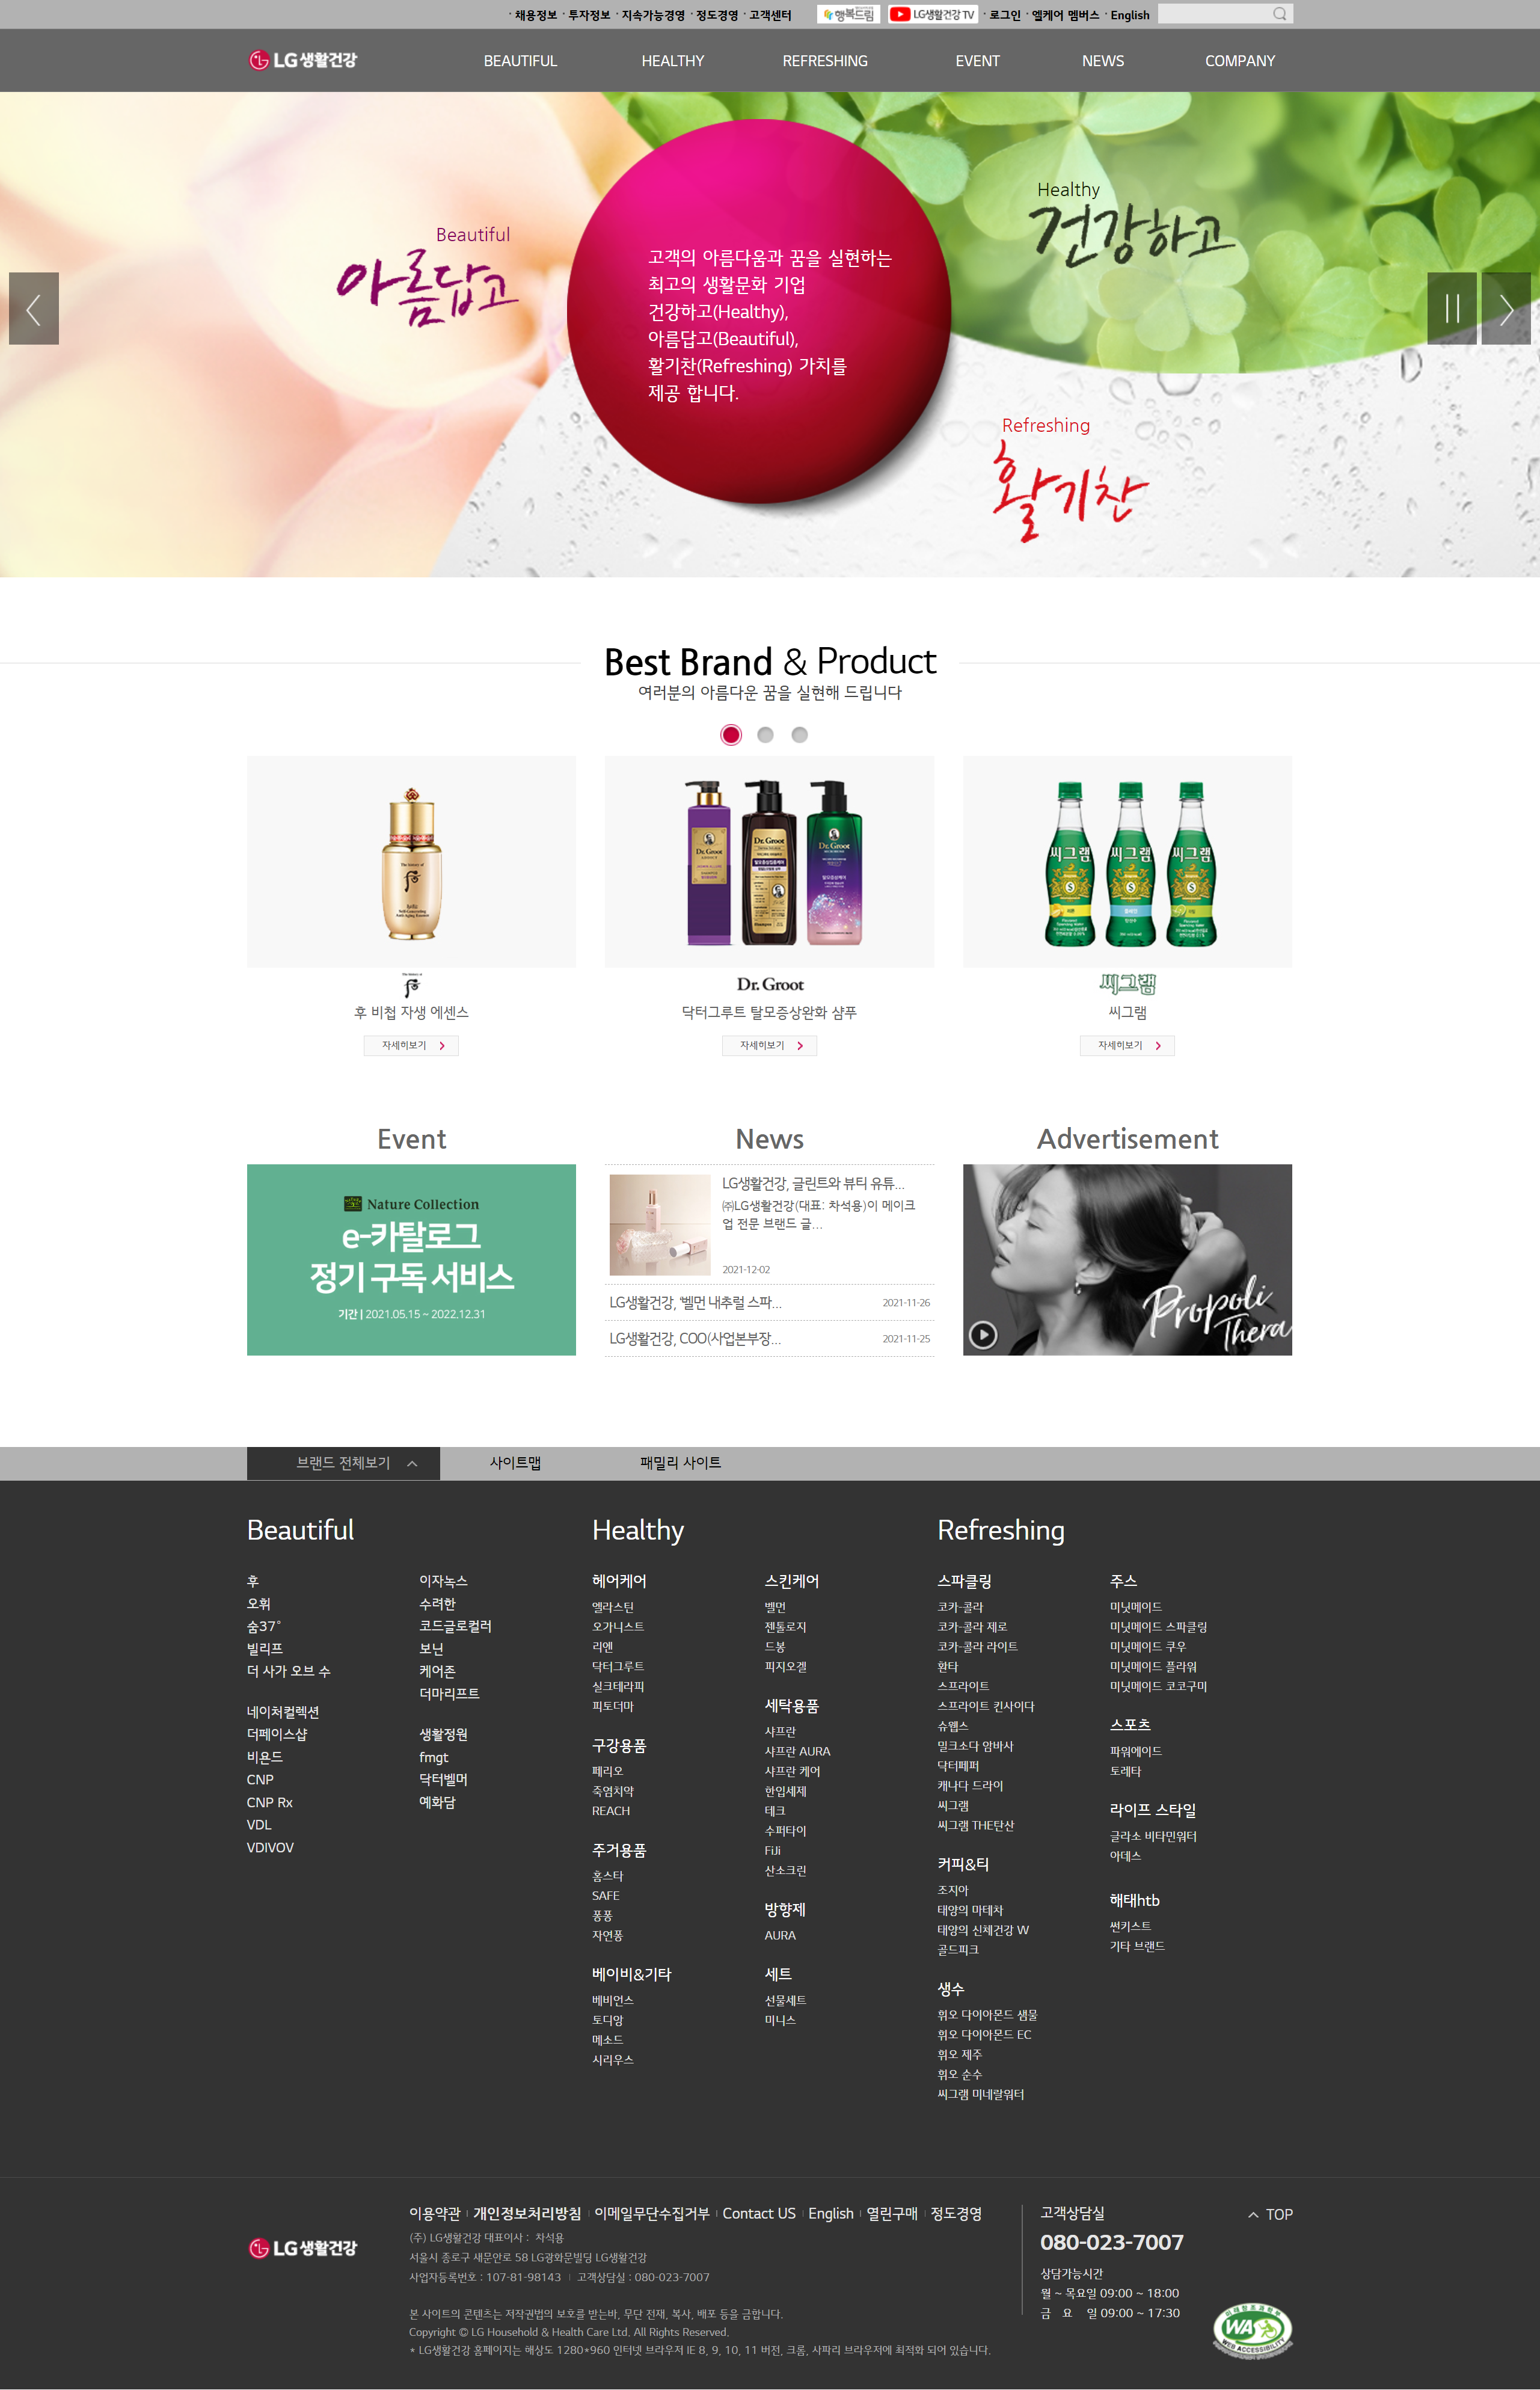 채용정보 투자정보 지속가능경영 정도경영 고객센터 행복드림 LG생활건강 TV 로그인 엘케어 멤버스 English
LG생활건강 BEAUTIFUL HEALTHY REFRESHING EVENT NEWS COMPANY
Healthy
건강하고
Beautiful
아름답고
고객의 아름다움과 꿈을 실현하는
최고의 생활문화 기업
건강하고(Healthy),
아름답고(Beautiful),
활기찬(Refreshing) 가치를
제공 합니다.
Refreshing
활기찬
Best Brand & Product
여러분의 아름다운 꿈을 실현해 드립니다
The history of
후
Dr. Groot
Dr. Groot
Dr. Groot
씨그램
씨그램
씨그램
The history of
후
Dr. Groot
씨그램
후 비첩 자생 에센스
닥터그루트 탈모증상완화 샴푸
씨그램
자세히보기
자세히보기
자세히보기
Event
News
Advertisement
Nature Collection
e-카탈로그
정기 구독 서비스
기간 | 2021.05.15 ~ 2022.12.31
LG생활건강, 글린트와 뷰티 유튜...
㈜LG생활건강(대표: 차석용)이 메이크
업 전문 브랜드 글...
2021-12-02
LG생활건강, '벨먼 내추럴 스파... 2021-11-26
LG생활건강, COO(사업본부장... 2021-11-25
Propoli
Thera
브랜드 전체보기 사이트맵 패밀리 사이트
Beautiful
후
오휘
숨37°
빌리프
더 사가 오브 수
네이처컬렉션
더페이스샵
비욘드
CNP
CNP Rx
VDL
VDIVOV
이자녹스
수려한
코드글로컬러
보닌
케어존
더마리프트
생활정원
fmgt
닥터벨머
예화담
Healthy
헤어케어
엘라스틴
오가니스트
리엔
닥터그루트
실크테라피
피토더마
구강용품
페리오
죽염치약
REACH
주거용품
홈스타
SAFE
퐁퐁
자연퐁
베이비&기타
베비언스
토디앙
메소드
시리우스
스킨케어
벨먼
젠톨로지
드봉
피지오겔
세탁용품
샤프란
샤프란 AURA
샤프란 케어
한입세제
테크
수퍼타이
FiJi
산소크린
방향제
AURA
세트
선물세트
미니스
Refreshing
스파클링
코카-콜라
코카-콜라 제로
코카-콜라 라이트
환타
스프라이트
스프라이트 킨사이다
슈웹스
밀크소다 암바사
닥터페퍼
캐나다 드라이
씨그램
씨그램 THE탄산
커피&티
조지아
태양의 마테차
태양의 신체건강 W
골드피크
생수
휘오 다이아몬드 샘물
휘오 다이아몬드 EC
휘오 제주
휘오 순수
씨그램 미네랄워터
주스
미닛메이드
미닛메이드 스파클링
미닛메이드 쿠우
미닛메이드 플라워
미닛메이드 코코구미
스포츠
파워에이드
토레타
라이프 스타일
글라소 비타민워터
아데스
해태htb
썬키스트
기타 브랜드
LG생활건강
이용약관 개인정보처리방침 이메일무단수집거부 Contact US English 열린구매 정도경영
(주) LG생활건강 대표이사 : 차석용
서울시 종로구 새문안로 58 LG광화문빌딩 LG생활건강
사업자등록번호 : 107-81-98143 고객상담실 : 080-023-7007
본 사이트의 콘텐츠는 저작권법의 보호를 받는바, 무단 전재, 복사, 배포 등을 금합니다.
Copyright © LG Household & Health Care Ltd. All Rights Reserved.
* LG생활건강 홈페이지는 해상도 1280*960 인터넷 브라우저 IE 8, 9, 10, 11 버전, 크롬, 사파리 브라우저에 최적화 되어 있습니다.
고객상담실
080-023-7007
상담가능시간
월 ~ 목요일 09:00 ~ 18:00
금 요 일 09:00 ~ 17:30
TOP
WA
WEB ACCESSIBILITY